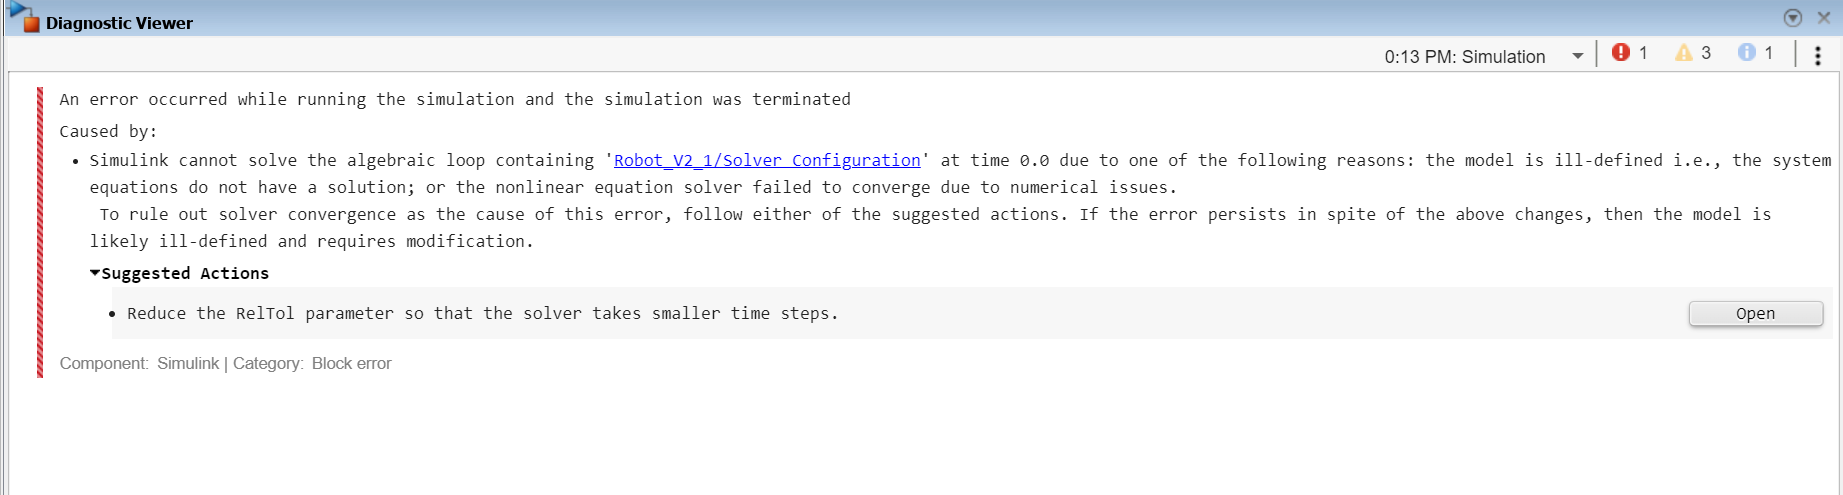 Diagnostic Viewer
0:13 PM: Simulation 1 3 1
An error occurred while running the simulation and the simulation was terminated
Caused by:
• Simulink cannot solve the algebraic loop containing 'Robot_V2_1/Solver Configuration' at time 0.0 due to one of the following reasons: the model is ill-defined i.e., the system
equations do not have a solution; or the nonlinear equation solver failed to converge due to numerical issues.
To rule out solver convergence as the cause of this error, follow either of the suggested actions. If the error persists in spite of the above changes, then the model is
likely ill-defined and requires modification.
Suggested Actions
• Reduce the RelTol parameter so that the solver takes smaller time steps. Open
Component: Simulink | Category: Block error